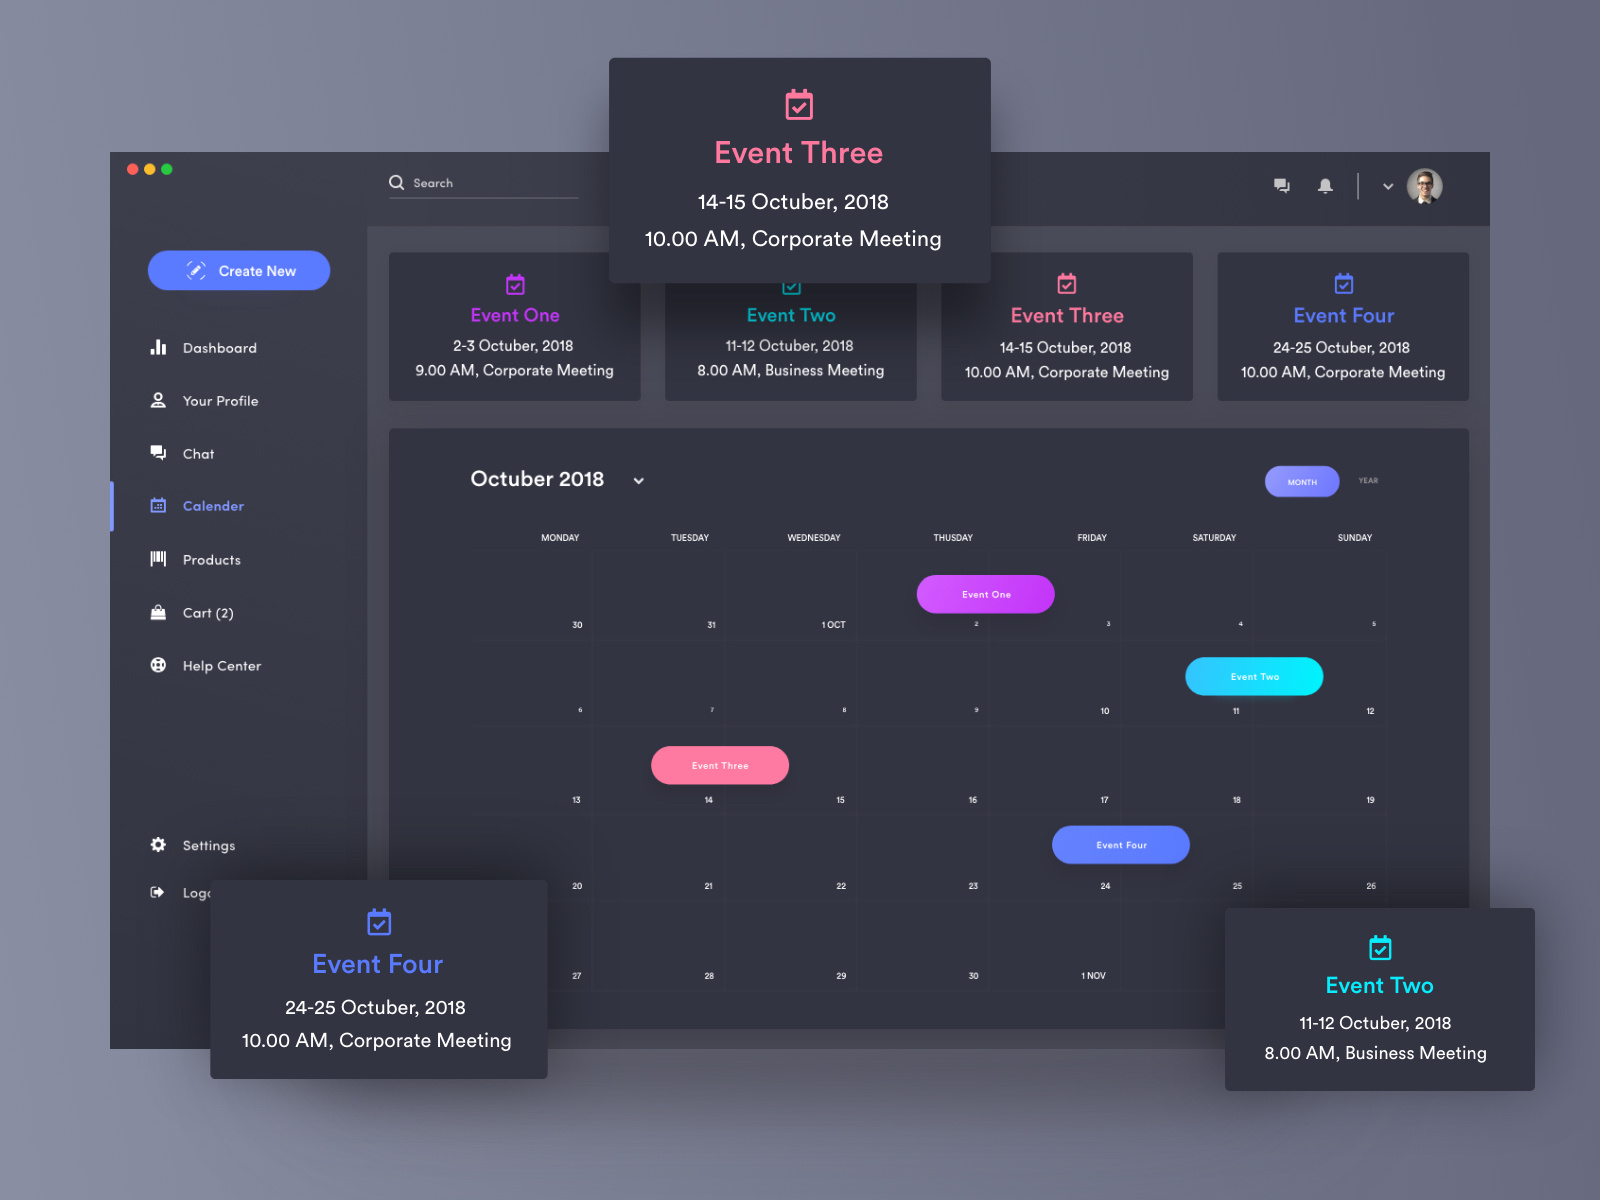 Event Three
14-15 Octuber, 2018
10.00 AM, Corporate Meeting
Search
Create New
Dashboard
Your Profile
Chat
Calender
Products
Cart (2)
Help Center
Settings
Event One
2-3 Octuber, 2018
9.00 AM, Corporate Meeting
Event Two
11-12 Octuber, 2018
8.00 AM, Business Meeting
Event Three
14-15 Octuber, 2018
10.00 AM, Corporate Meeting
Event Four
24-25 Octuber, 2018
10.00 AM, Corporate Meeting
Octuber 2018
MONTH YEAR
MONDAY TUESDAY WEDNESDAY THUSDAY FRIDAY SATURDAY SUNDAY
Event One
30 31 1 OCT 2 3 4 5
Event Two
6 7 8 9 10 11 12
Event Three
13 14 15 16 17 18 19
Event Four
20 21 22 23 24 25 26
27 28 29 30 1 NOV
Event Four
24-25 Octuber, 2018
10.00 AM, Corporate Meeting
Event Two
11-12 Octuber, 2018
8.00 AM, Business Meeting